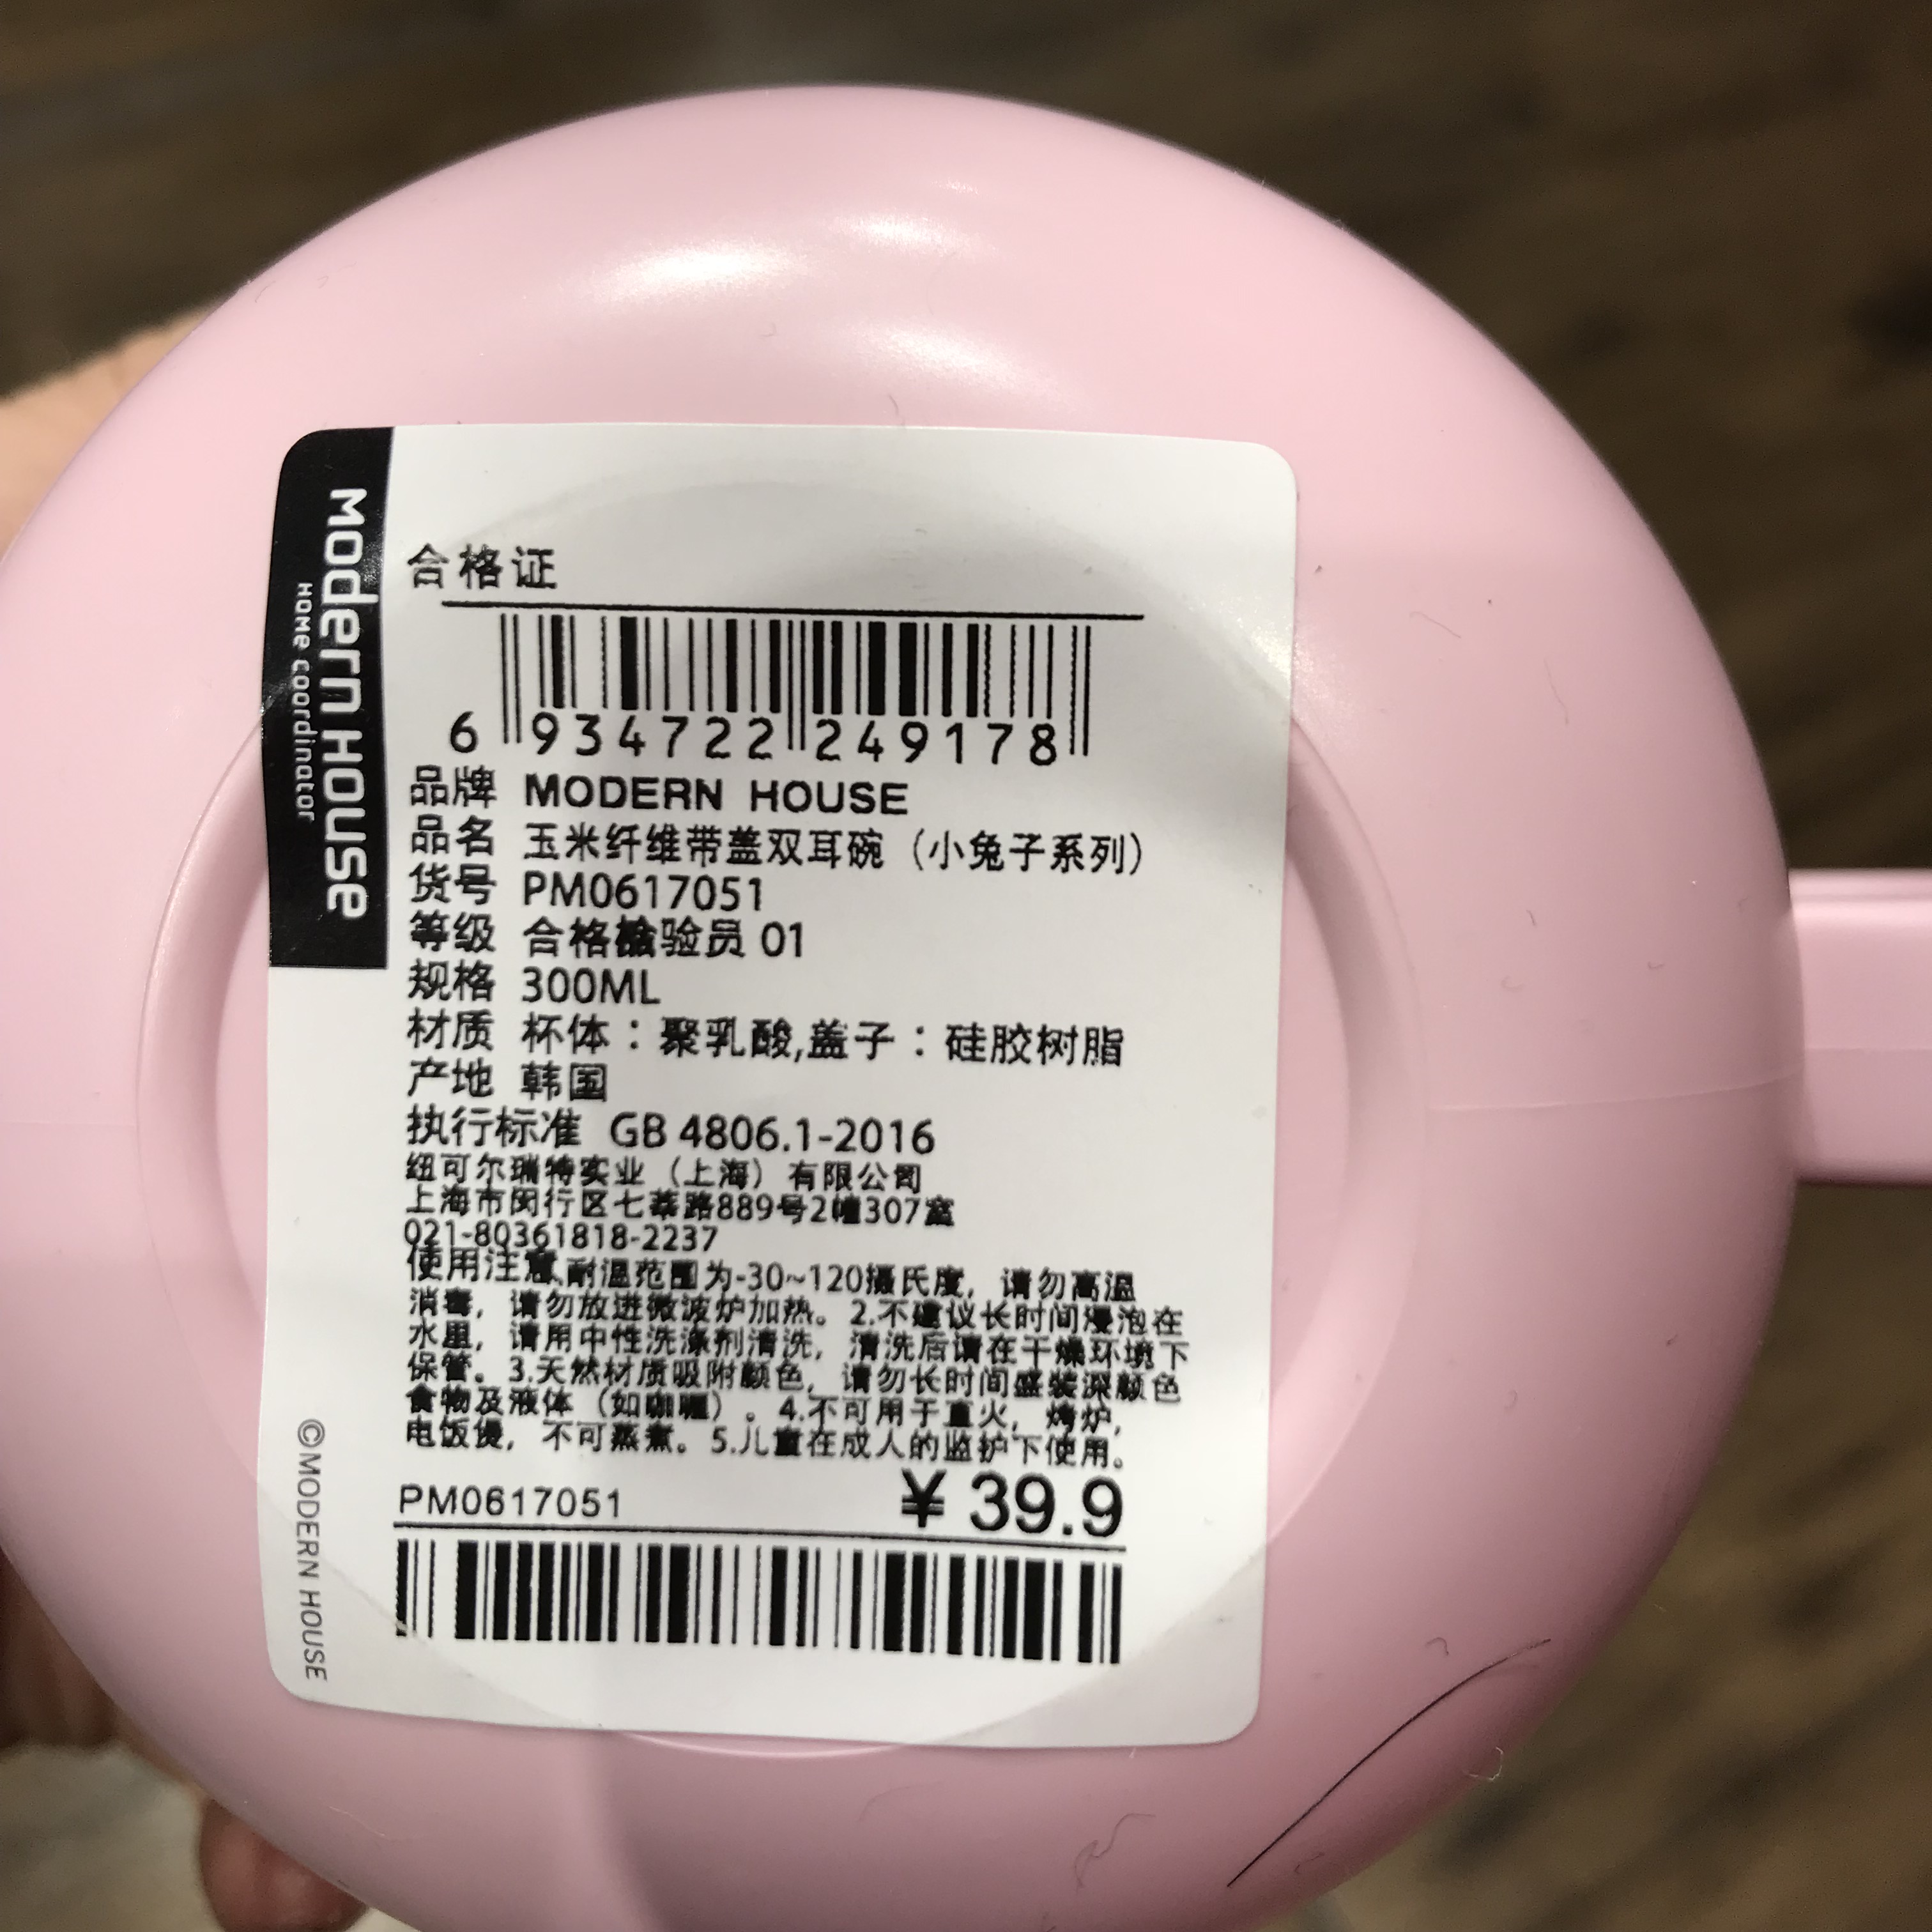 MODERN HOUSE
HOME COORDINATOR
合格证
6 934722 249178
品牌 MODERN HOUSE
品名 玉米纤维带盖双耳碗（小兔子系列）
货号 PM0617051
等级 合格检验员 01
规格 300ML
材质 杯体：聚乳酸,盖子：硅胶树脂
产地 韩国
执行标准 GB 4806.1-2016
纽可尔瑞特实业（上海）有限公司
上海市闵行区七莘路889号2幢307室
021-80361818-2237
使用注意 耐温范围为-30~120摄氏度，请勿高温
消毒，请勿放进微波炉加热。2.不建议长时间浸泡在
水里，请用中性洗涤剂清洗，清洗后请在干燥环境下
保管。3.天然材质吸附颜色，请勿长时间盛装深颜色
食物及液体（如咖喱）。4.不可用于直火，烤炉，
电饭煲，不可蒸煮。5.儿童在成人的监护下使用。
PM0617051 ¥ 39.9
©MODERN HOUSE